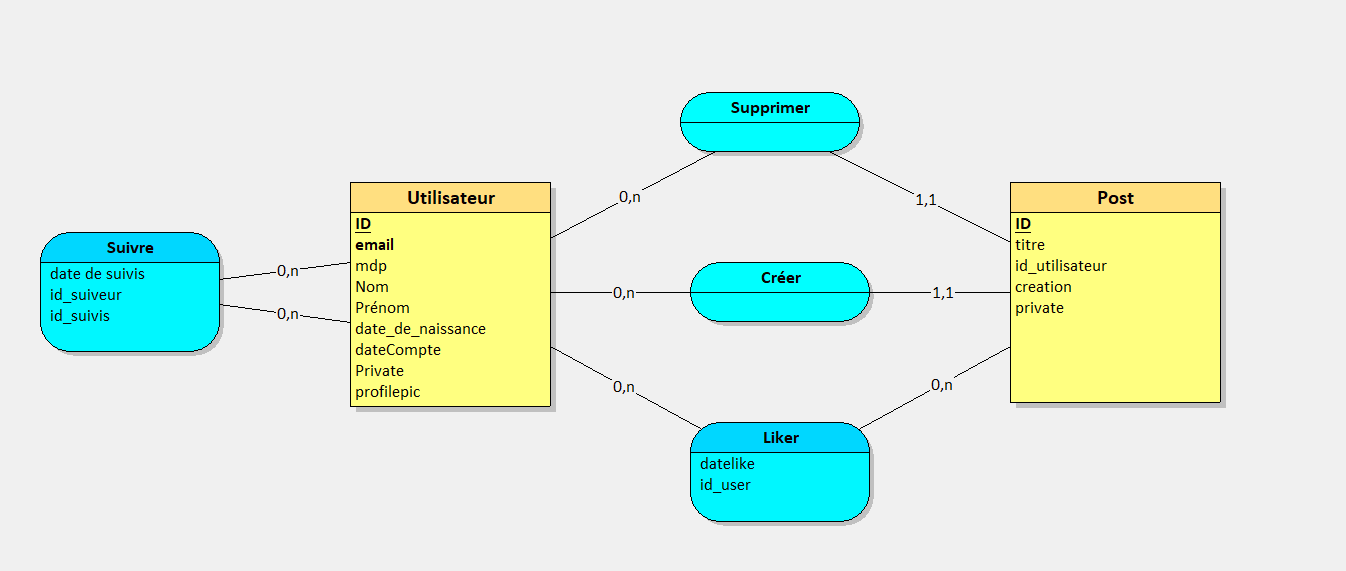 Supprimer
0,n
1,1
Utilisateur
ID
email
mdp
Nom
Prénom
date_de_naissance
dateCompte
Private
profilepic
Post
ID
titre
id_utilisateur
creation
private
Suivre
date de suivis
id_suiveur
id_suivis
0,n
0,n
Créer
0,n
1,1
0,n
0,n
Liker
datelike
id_user